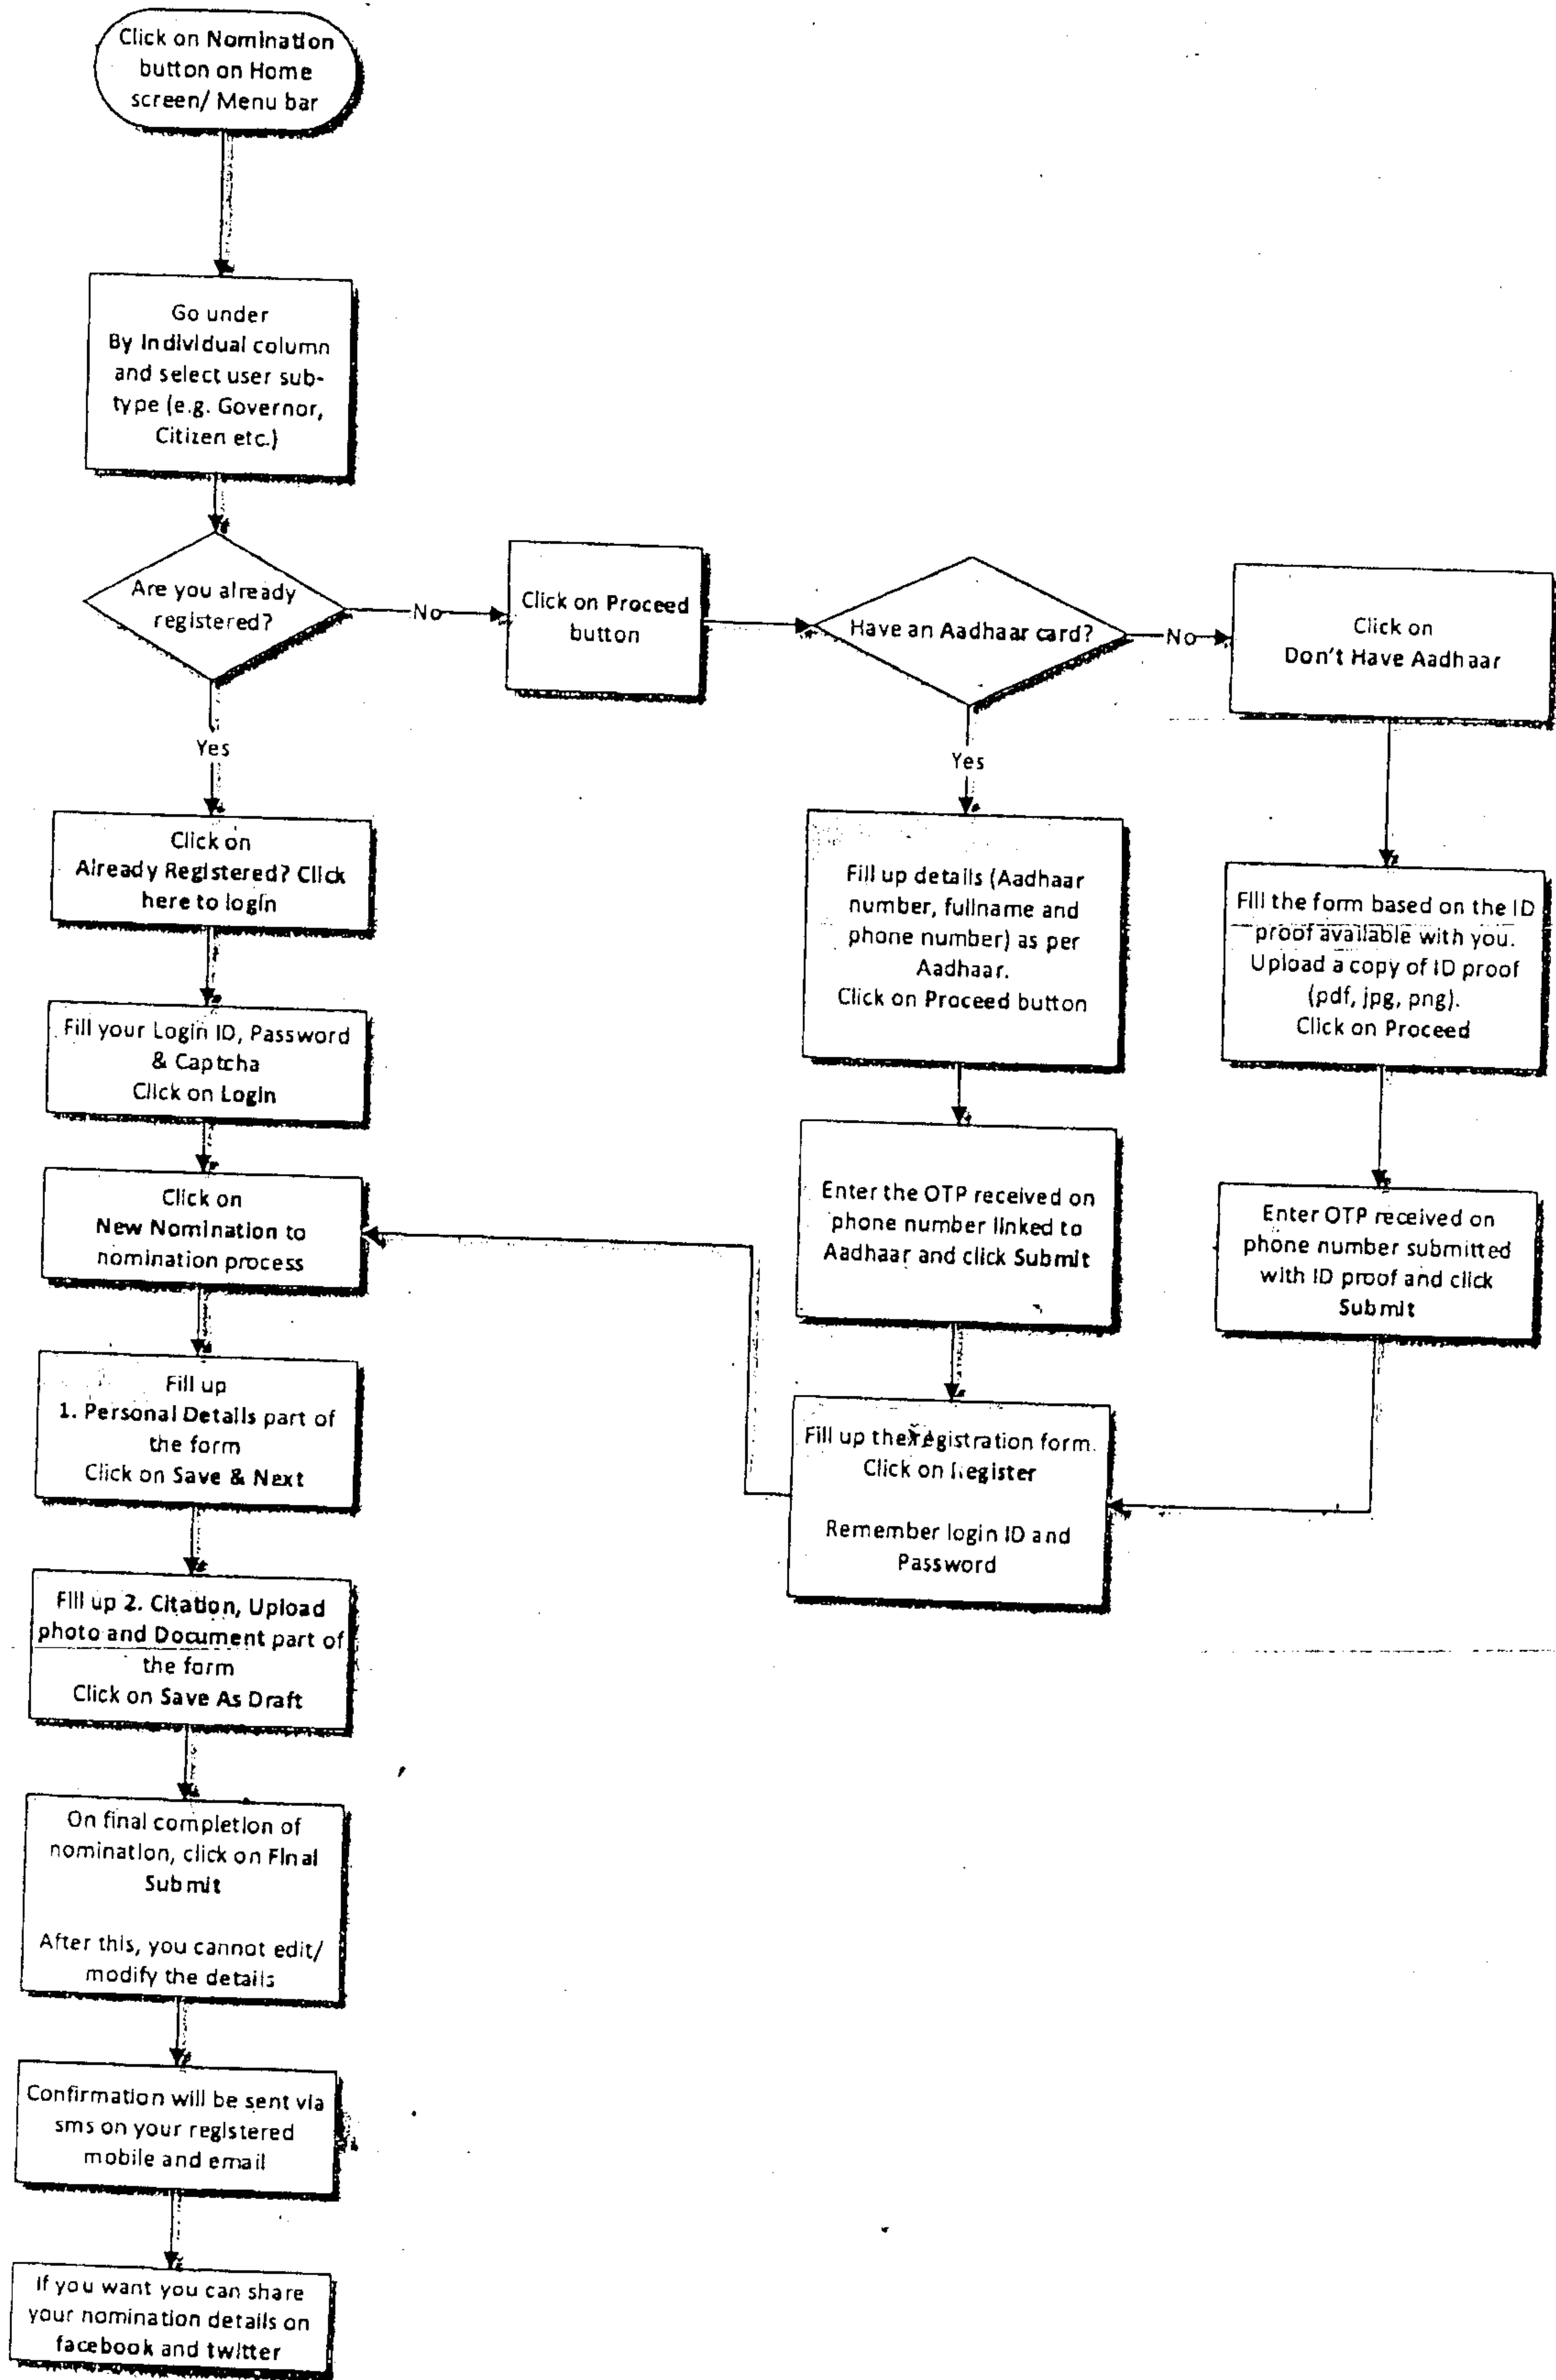 Click on Nomination
button on Home
screen/ Menu bar
Go under
By Individual column
and select user sub-
type (e.g. Governor,
Citizen etc.)
Are you already
registered?
No
Click on Proceed
button
Have an Aadhaar card?
No
Click on
Don't Have Aadhaar
Yes
Click on
Already Registered? Click
here to login
Fill your Login ID, Password
& Captcha
Click on Login
Click on
New Nomination to
nomination process
Fill up
1. Personal Details part of
the form
Click on Save & Next
Fill up 2. Citation, Upload
photo and Document part of
the form
Click on Save As Draft
On final completion of
nomination, click on Final
Submit
After this, you cannot edit/
modify the details
Confirmation will be sent via
sms on your registered
mobile and email
If you want you can share
your nomination details on
facebook and twitter
Yes
Fill up details (Aadhaar
number, fullname and
phone number) as per
Aadhaar.
Click on Proceed button
Enter the OTP received on
phone number linked to
Aadhaar and click Submit
Fill up the registration form.
Click on Register
Remember login ID and
Password
Fill the form based on the ID
proof available with you.
Upload a copy of ID proof
(pdf, jpg, png).
Click on Proceed
Enter OTP received on
phone number submitted
with ID proof and click
Submit